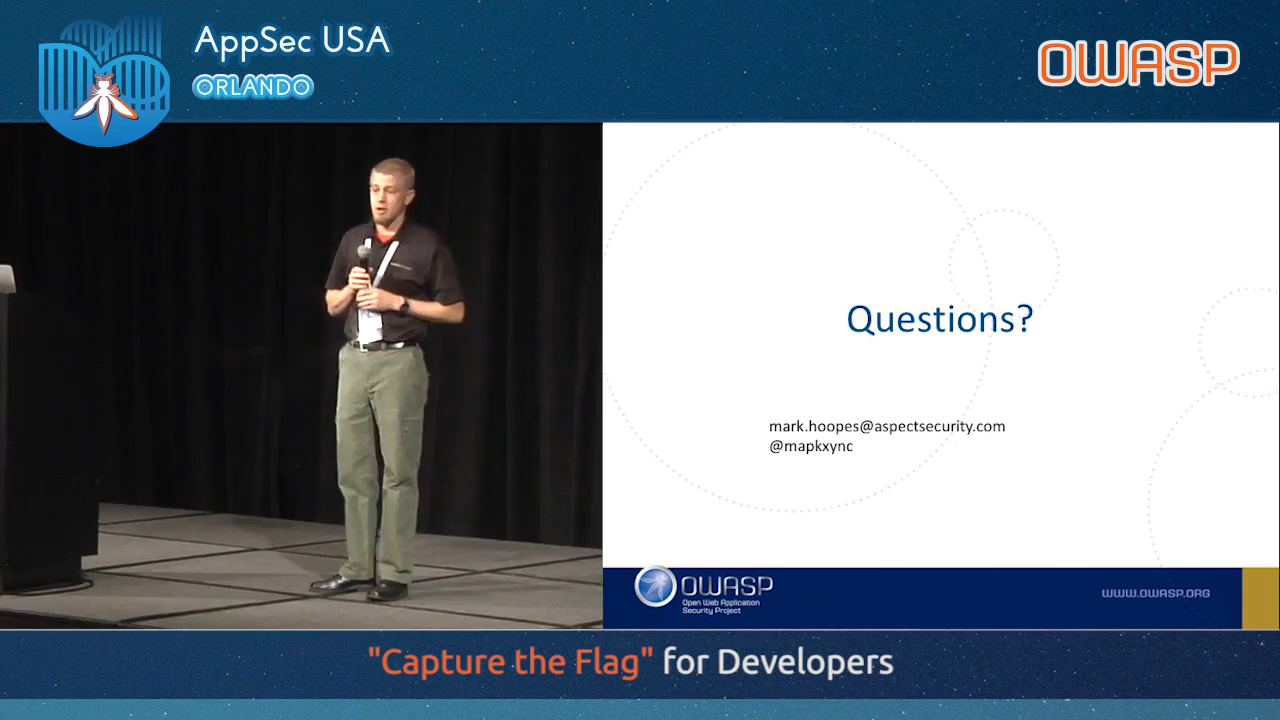 AppSec USA
ORLANDO
OWASP
Questions?
mark.hoopes@aspectsecurity.com
@mapkxync
OWASP
Open Web Application
Security Project
WWW.OWASP.ORG
"Capture the Flag" for Developers